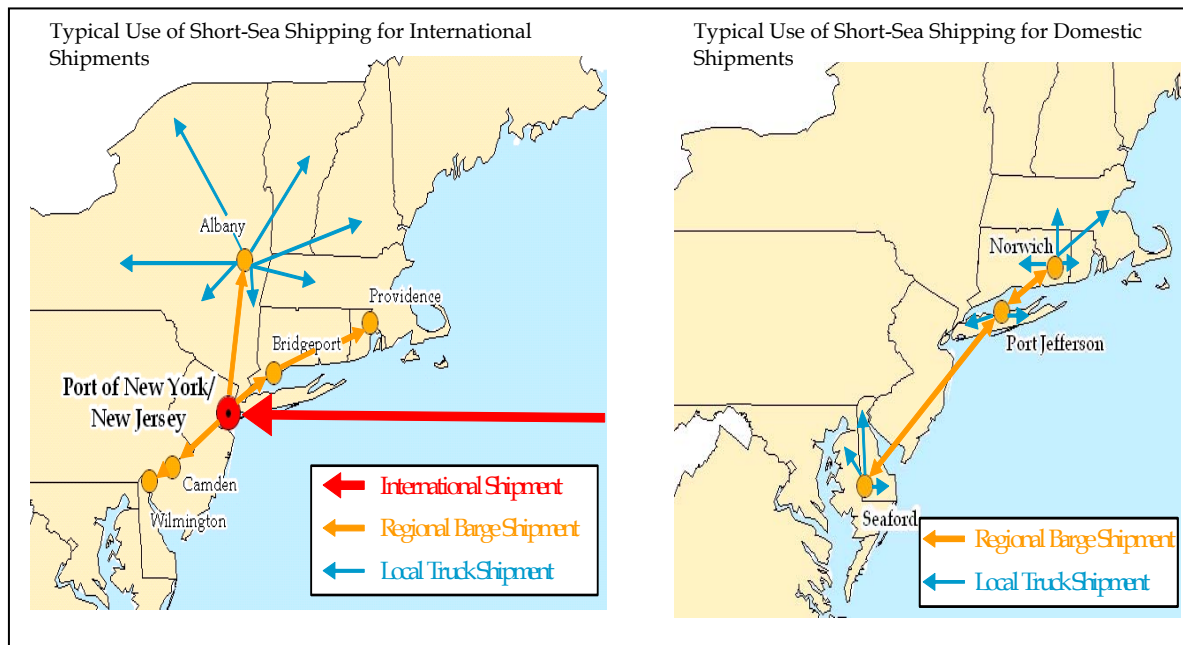 Typical Use of Short-Sea Shipping for International
Shipments
Albany
Providence
Bridgeport
Port of New York/
New Jersey
Camden
Wilmington
International Shipment
Regional Barge Shipment
Local Truck Shipment
Typical Use of Short-Sea Shipping for Domestic
Shipments
Norwich
Port Jefferson
Seaford
Regional Barge Shipment
Local Truck Shipment